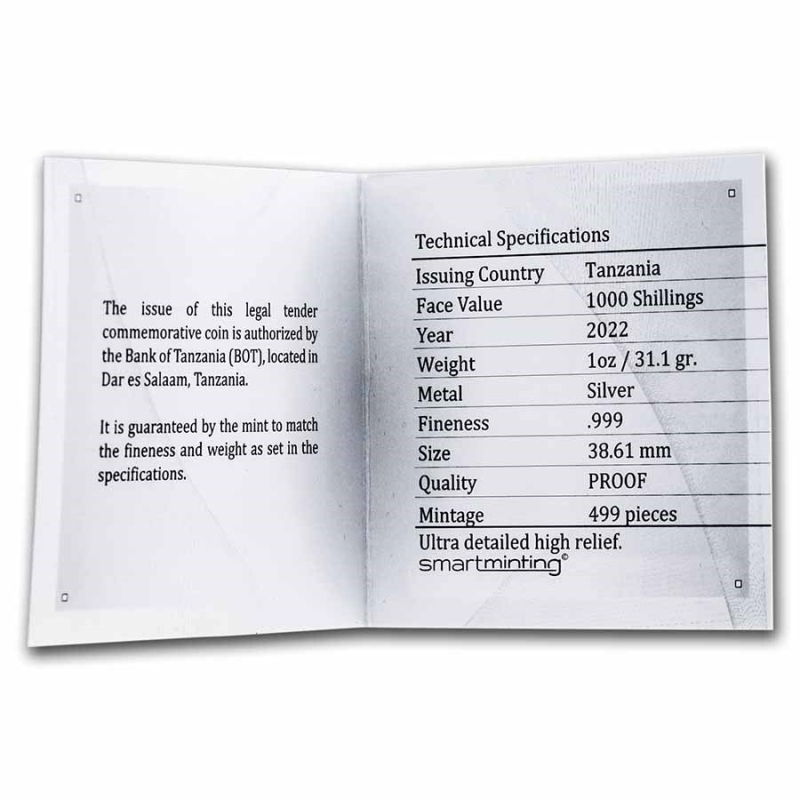 The issue of this legal tender
commemorative coin is authorized by
the Bank of Tanzania (BOT), located in
Dar es Salaam, Tanzania.
It is guaranteed by the mint to match
the fineness and weight as set in the
specifications.
Technical Specifications
Issuing Country Tanzania
Face Value 1000 Shillings
Year 2022
Weight 1oz / 31.1 gr.
Metal Silver
Fineness .999
Size 38.61 mm
Quality PROOF
Mintage 499 pieces
Ultra detailed high relief.
smartminting©